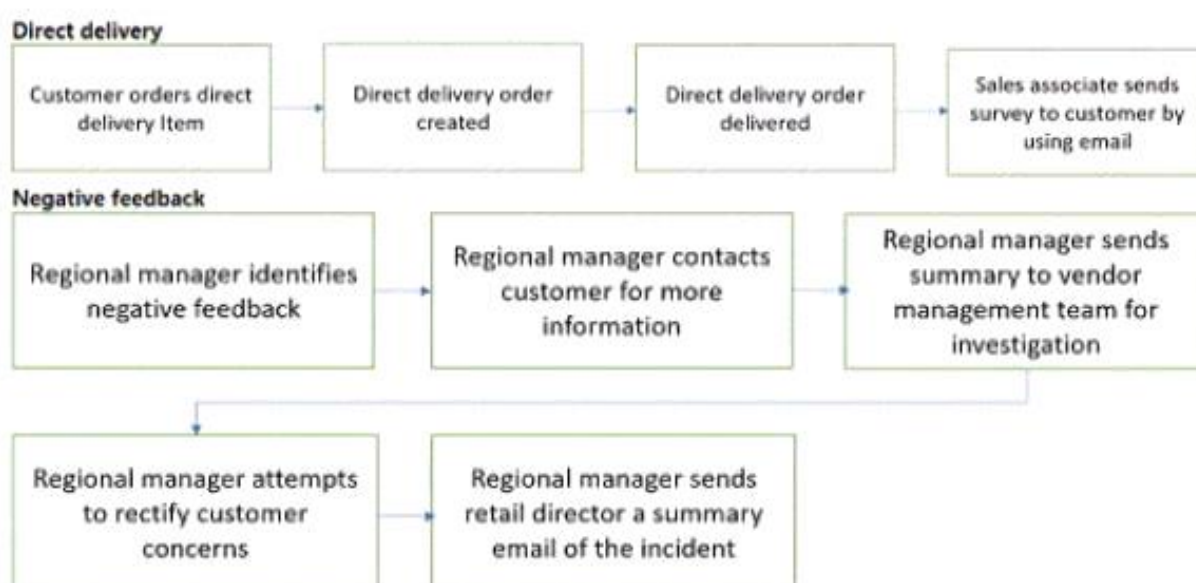 Direct delivery
Customer orders direct
delivery Item
Direct delivery order
created
Direct delivery order
delivered
Sales associate sends
survey to customer by
using email
Negative feedback
Regional manager identifies
negative feedback
Regional manager contacts
customer for more
information
Regional manager sends
summary to vendor
management team for
investigation
Regional manager attempts
to rectify customer
concerns
Regional manager sends
retail director a summary
email of the incident